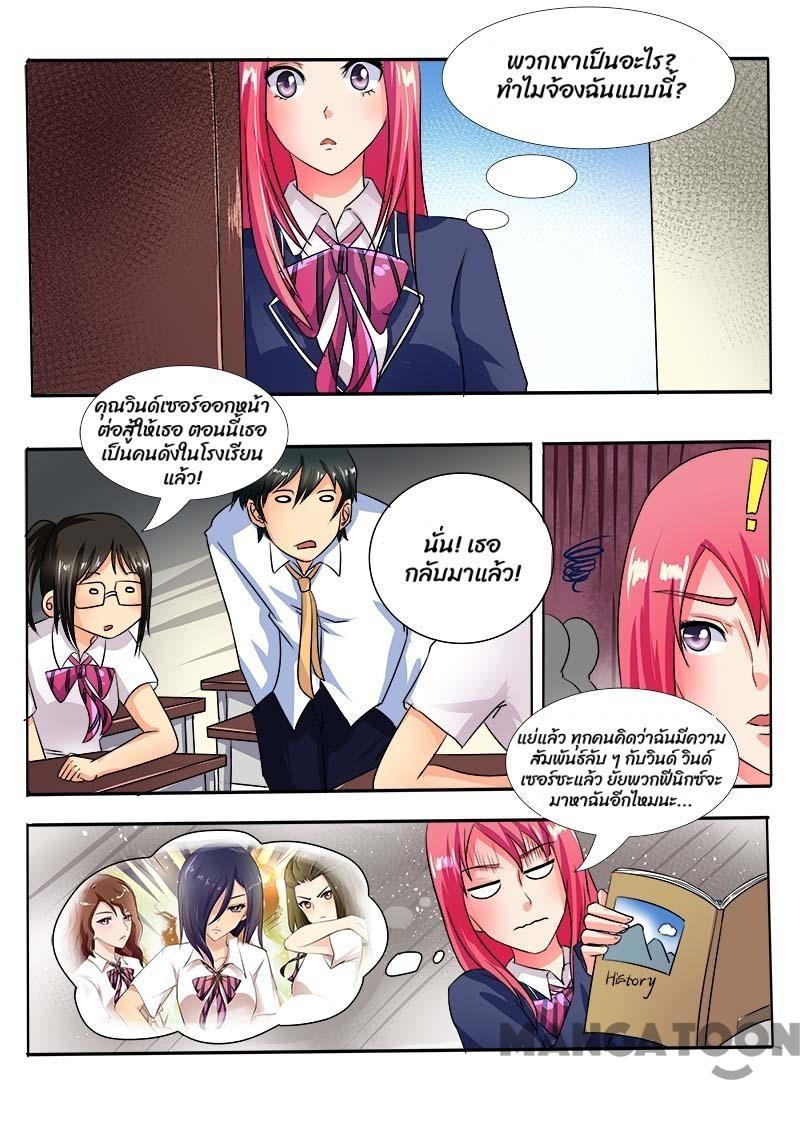 พวกเขาเป็นอะไร?
ทำไมจ้องฉันแบบนี้?
คุณวินด์เซอร์ออกหน้า
ต่อสู้ให้เธอ ตอนนี้เธอ
เป็นคนดังในโรงเรียน
แล้ว!
นั่น! เธอ
กลับมาแล้ว!
!
แย่แล้ว ทุกคนคิดว่าฉันมีความ
สัมพันธ์ลับ ๆ กับวินด์ วินด์
เซอร์ซะแล้ว ยัยพวกฟีนิกซ์จะ
มาหาฉันอีกไหมนะ...
History
MANGATOON